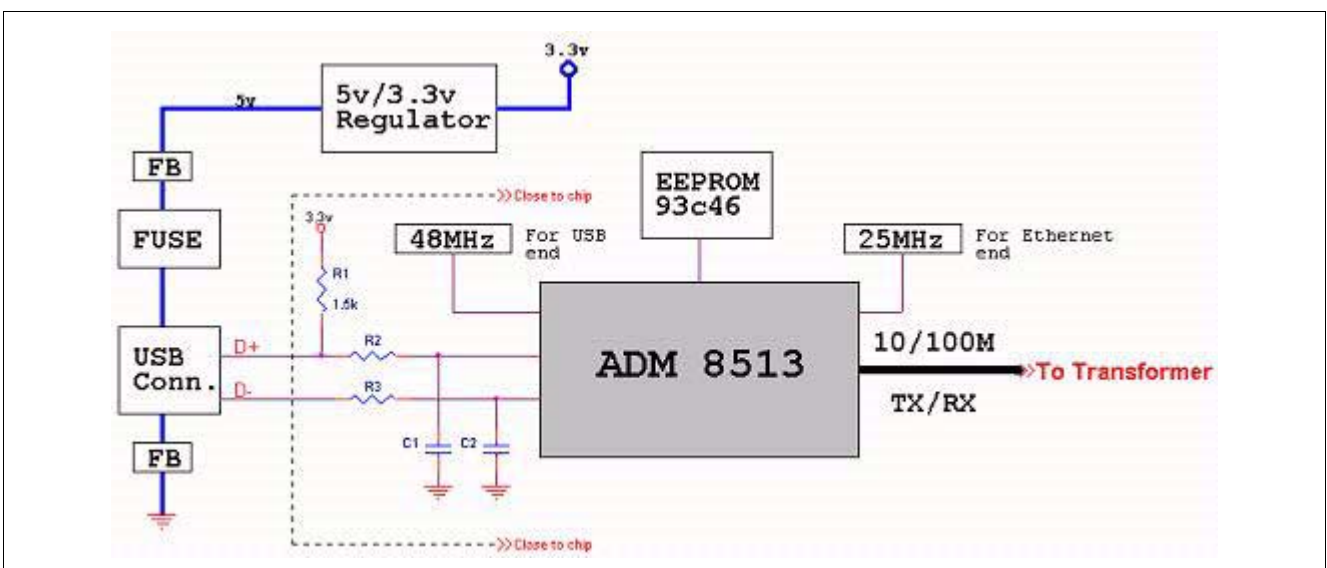 3.3v
5v
5v/3.3v
Regulator
FB
EEPROM
93c46
Close to chip
FUSE
3.3v
48MHz
For USB
end
25MHz
For Ethernet
end
R1
1.5k
USB
Conn.
D+
R2
D-
R3
ADM 8513
10/100M
To Transformer
TX/RX
C1
C2
FB
Close to chip